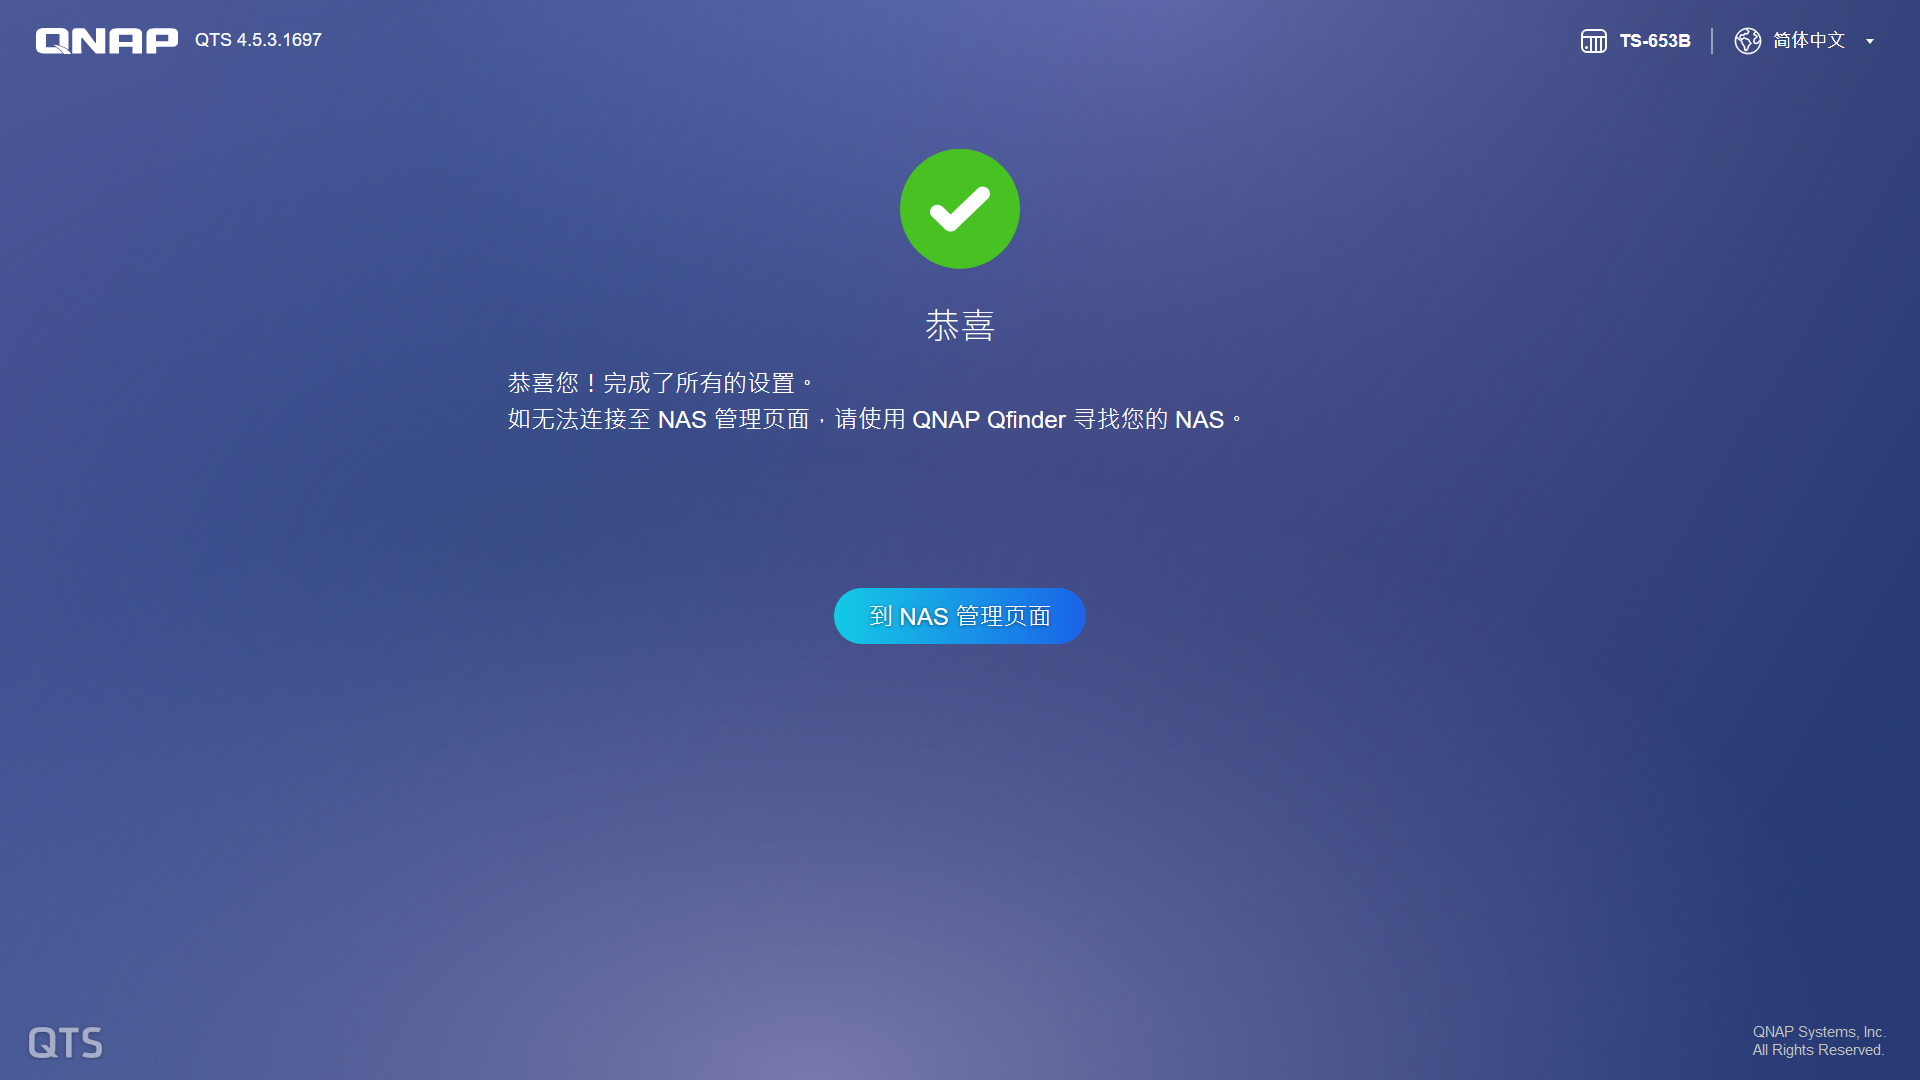 QNAP QTS 4.5.3.1697
TS-653B 简体中文
恭喜
恭喜您！完成了所有的设置。
如无法连接至 NAS 管理页面，请使用 QNAP Qfinder 寻找您的 NAS。
到 NAS 管理页面
QTS
QNAP Systems, Inc.
All Rights Reserved.